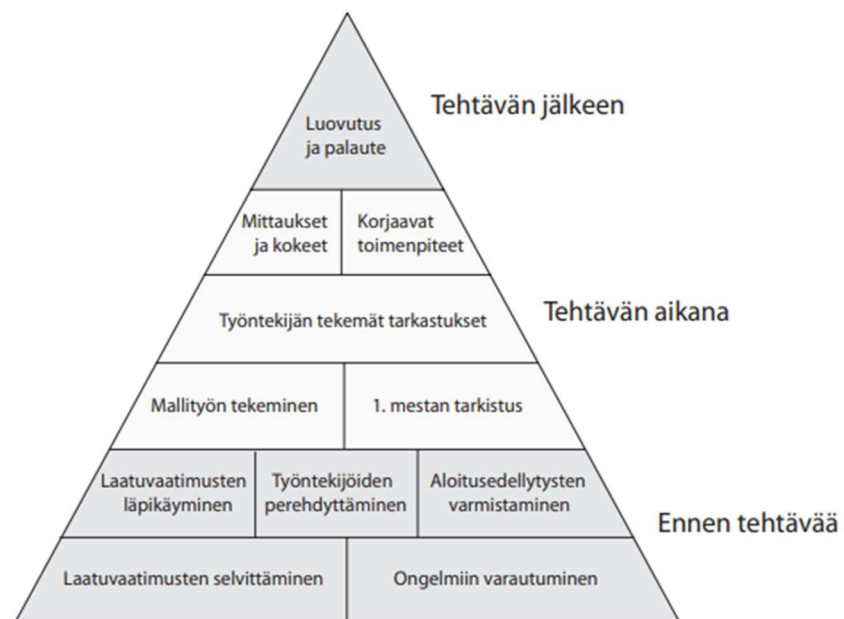 Tehtävän jälkeen
Luovutus
ja palaute
Mittaukset
ja kokeet
Korjaavat
toimenpiteet
Työntekijän tekemät tarkastukset
Tehtävän aikana
Mallityön tekeminen
1. mestan tarkistus
Laatuvaatimusten
läpikäyminen
Työntekijöiden
perehdyttäminen
Aloitusedellytysten
varmistaminen
Ennen tehtävää
Laatuvaatimusten selvittäminen
Ongelmiin varautuminen